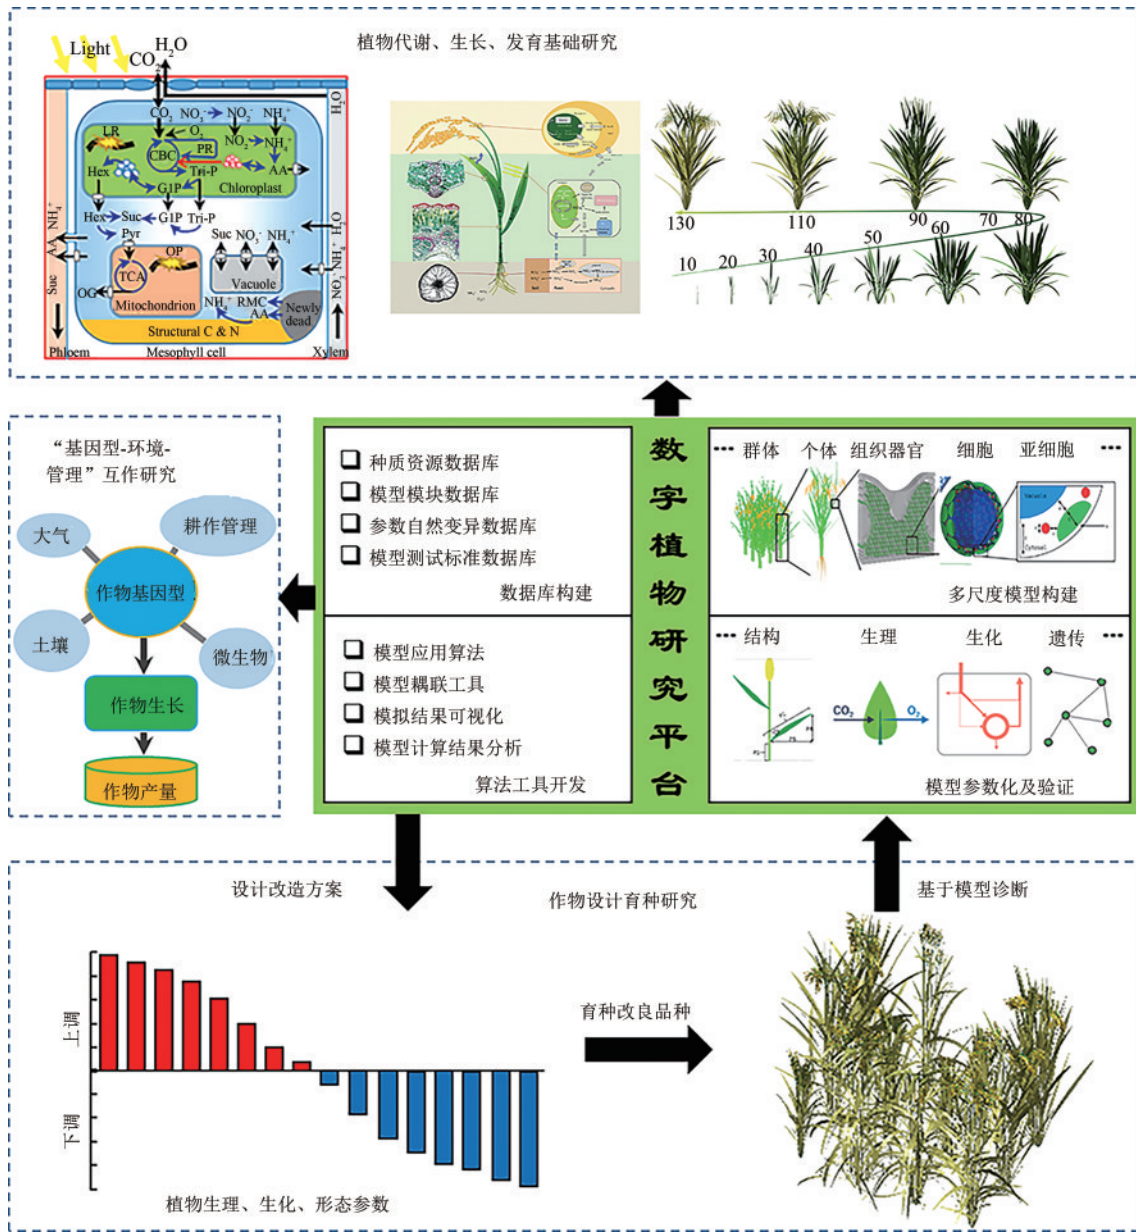 植物代谢、生长、发育基础研究
Light
CO₂
H₂O
CO₂
NO₃⁻
NO₂⁻
NH₄⁺
H₂O
LR
O₂
NO₂⁻
NH₄⁺
CBC
PR
Hex
Tri-P
AA
G1P
Chloroplast
Hex
Suc
G1P
Tri-P
Pyr
Suc
NO₃⁻
NH₄⁺
OP
TCA
Vacuole
OG
Mitochondrion
NH₄⁺
RMC
AA
Newly
dead
Structural C & N
Phloem
Mesophyll cell
Xylem
NH₄⁺
AA
Suc
H₂O
NH₄⁺
NO₃⁻
130
110
90
70
80
10
20
30
40
50
60
“基因型-环境-
管理”互作研究
大气
耕作管理
作物基因型
土壤
微生物
作物生长
作物产量
种质资源数据库
模型模块数据库
参数自然变异数据库
模型测试标准数据库
数据库构建
模型应用算法
模型耦联工具
模拟结果可视化
模型计算结果分析
算法工具开发
数字植物研究平台
群体
个体
组织器官
细胞
亚细胞
Vacuole
Cytosol
多尺度模型构建
结构
生理
生化
遗传
CO₂
O₂
模型参数化及验证
设计改造方案
作物设计育种研究
基于模型诊断
上调
下调
育种改良品种
植物生理、生化、形态参数